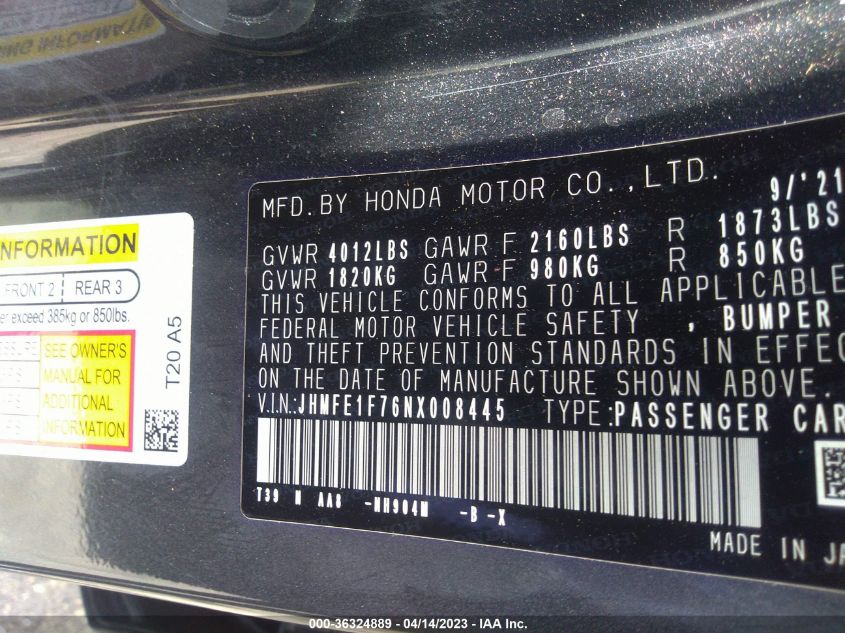 NFORMATION
FRONT 2 REAR 3
er exceed 385kg or 850lbs.
SEE OWNER'S
MANUAL FOR
ADDITIONAL
INFORMATION
T20 A5
MFD. BY HONDA MOTOR CO., LTD. 9/'21
GVWR 4012LBS GAWR F 2160LBS R 1873LBS
GVWR 1820KG GAWR F 980KG R 850KG
THIS VEHICLE CONFORMS TO ALL APPLICABLE
FEDERAL MOTOR VEHICLE SAFETY , BUMPER
AND THEFT PREVENTION STANDARDS IN EFFEC
ON THE DATE OF MANUFACTURE SHOWN ABOVE.
V.I.N.:JHMFE1F76NX008445 TYPE:PASSENGER CAR
T39 M AA8 -NH904M -B -X
MADE IN JA
000-36324889 / 04/14/2023 - IAA Inc.